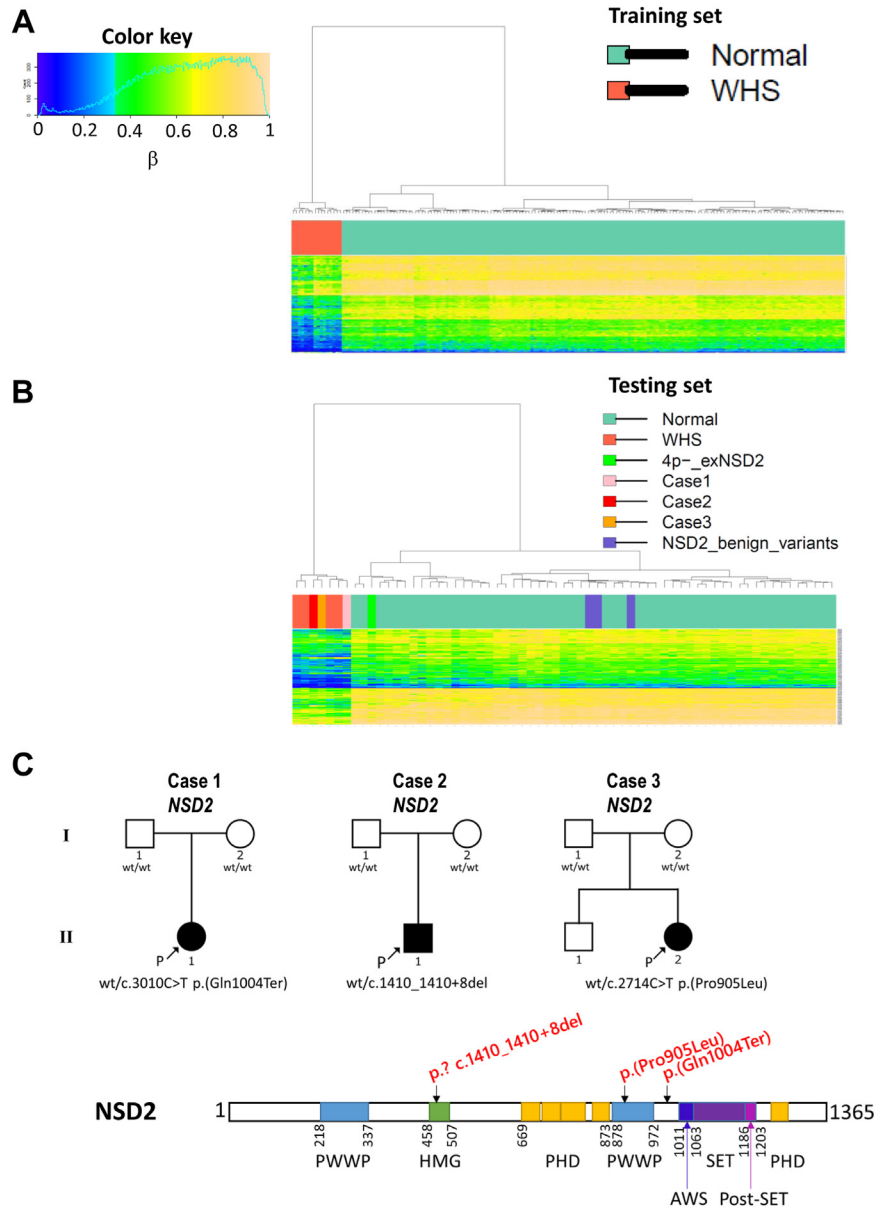 A
Color key
300
200
100
0
0 0.2 0.4 0.6 0.8 1
β
Training set
Normal
WHS
B
Testing set
Normal
WHS
4p-_exNSD2
Case1
Case2
Case3
NSD2_benign_variants
C
Case 1
NSD2
Case 2
NSD2
Case 3
NSD2
I
1
wt/wt
2
wt/wt
1
wt/wt
2
wt/wt
1
wt/wt
2
wt/wt
II
P
1
P
1
1
P
2
wt/c.3010C>T p.(Gln1004Ter)
wt/c.1410_1410+8del
wt/c.2714C>T p.(Pro905Leu)
p.? c.1410_1410+8del
p.(Pro905Leu)
p.(Gln1004Ter)
NSD2
1
1365
218
337
458
507
669
873
878
972
1011
1063
1186
1203
PWWP
HMG
PHD
PWWP
SET
PHD
AWS
Post-SET